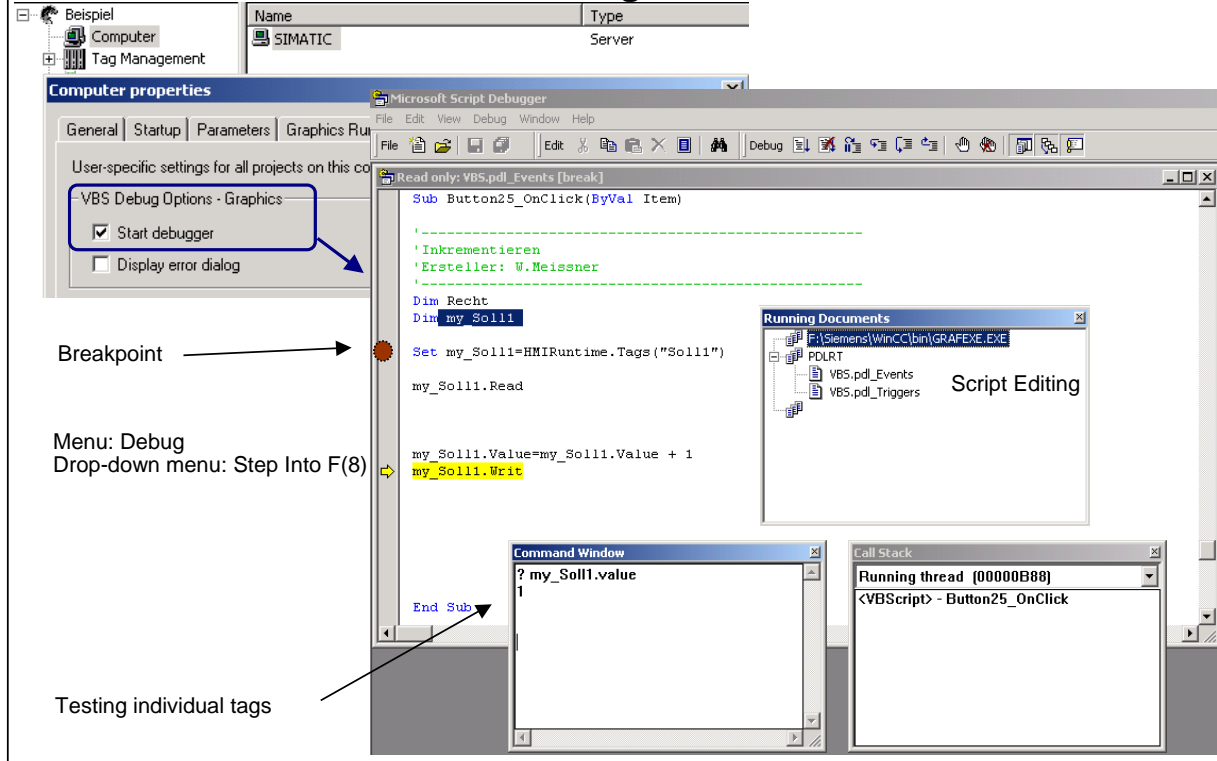 Beispiel
Computer
Tag Management
Name Type
SIMATIC Server
Computer properties
General Startup Parameters Graphics Ru
User-specific settings for all projects on this co
VBS Debug Options - Graphics
Start debugger
Display error dialog
Microsoft Script Debugger
File Edit View Debug Window Help
File Edit Debug
Read only: VBS.pdl_Events [break]
Sub Button25_OnClick(ByVal Item)
'--------------------------------------------------
'Inkrementieren
'Ersteller: W.Meissner
'--------------------------------------------------
Dim Recht
Dim my_Soll1
Set my_Soll1=HMIRuntime.Tags("Soll1")
my_Soll1.Read
my_Soll1.Value=my_Soll1.Value + 1
my_Soll1.Writ
End Sub
Breakpoint
Menu: Debug
Drop-down menu: Step Into F(8)
Running Documents
F:\Siemens\WinCC\bin\GRAFEXE.EXE
PDLRT
VBS.pdl_Events
VBS.pdl_Triggers
Script Editing
Command Window
? my_Soll1.value
1
Call Stack
Running thread (00000B88)
<VBScript> - Button25_OnClick
Testing individual tags